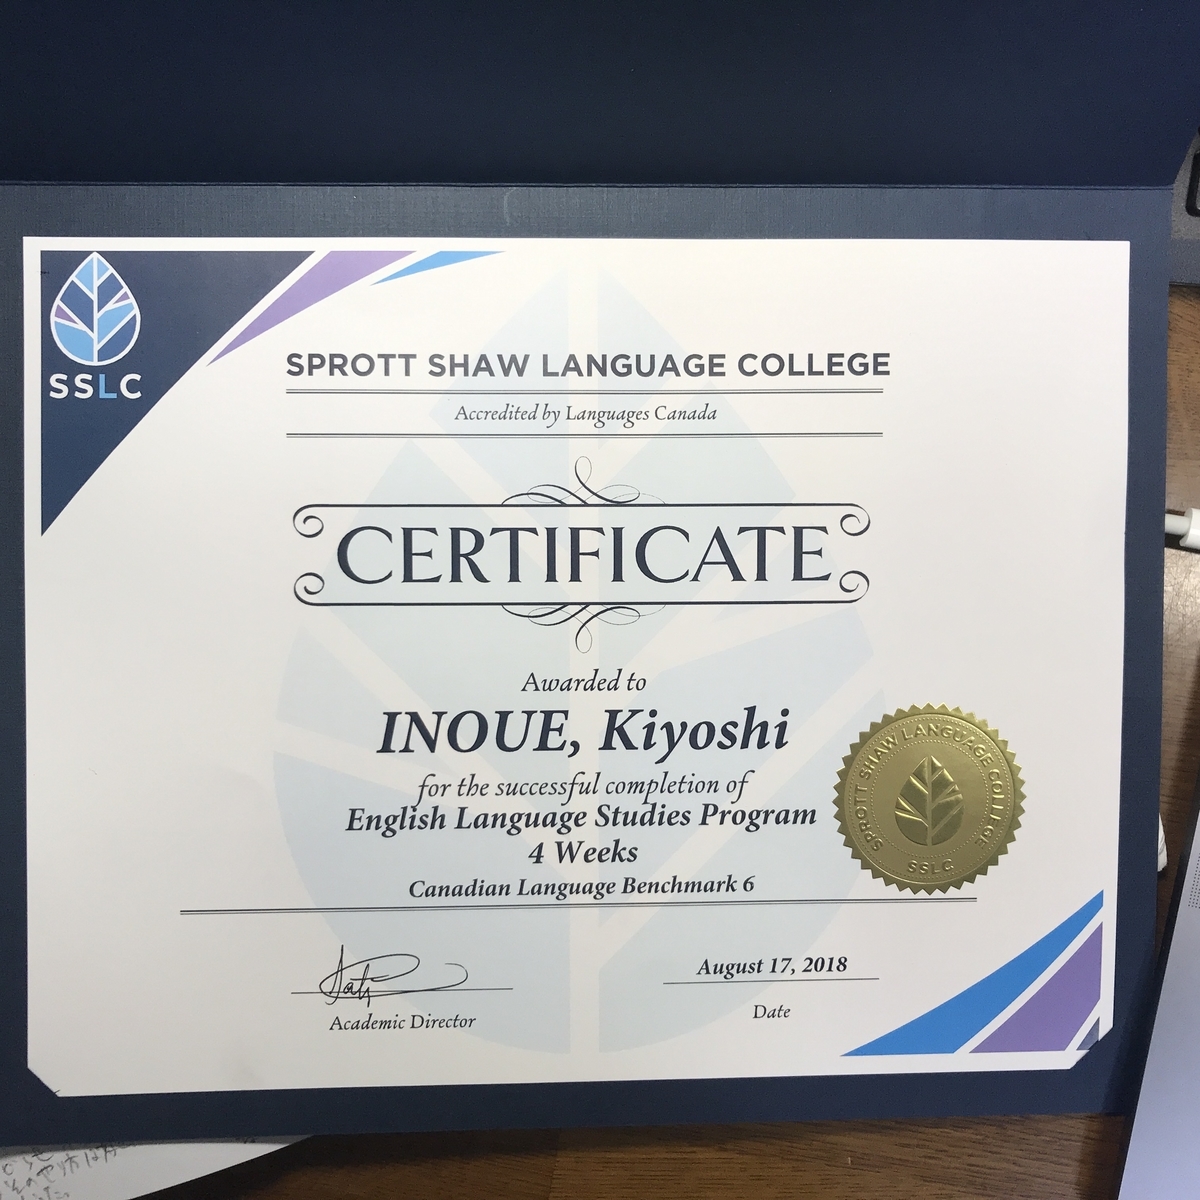 SSLC
SPROTT SHAW LANGUAGE COLLEGE
Accredited by Languages Canada
CERTIFICATE
Awarded to
INOUE, Kiyoshi
for the successful completion of
English Language Studies Program
4 Weeks
Canadian Language Benchmark 6
SPROTT SHAW LANGUAGE COLLEGE
SSLC
August 17, 2018
Academic Director
Date